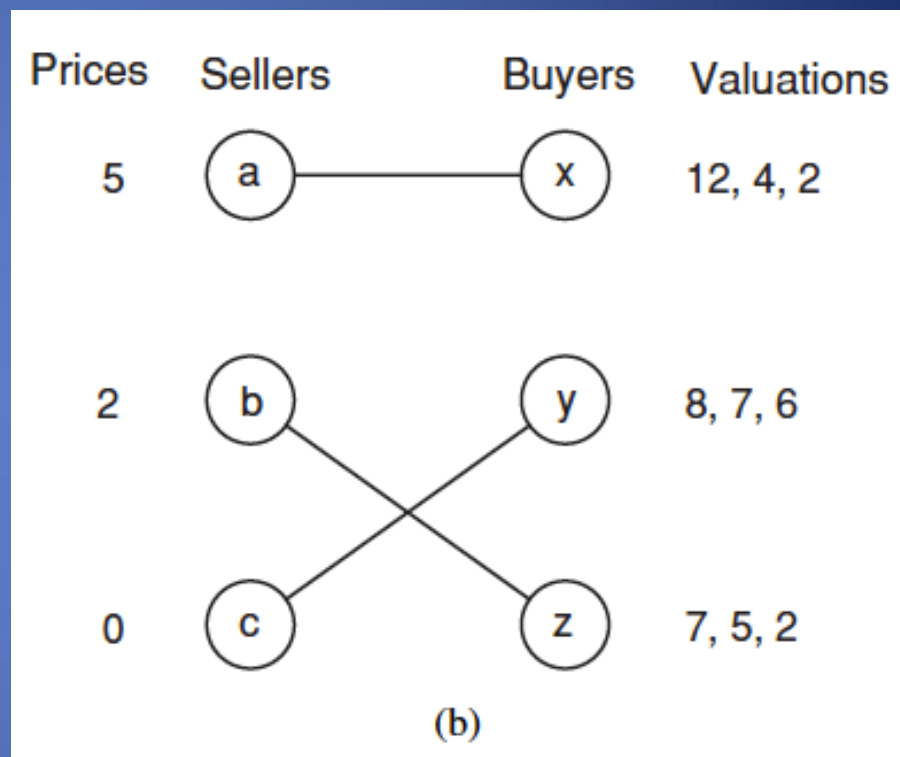 Prices Sellers Buyers Valuations
5 a x 12, 4, 2
2 b y 8, 7, 6
0 c z 7, 5, 2
(b)